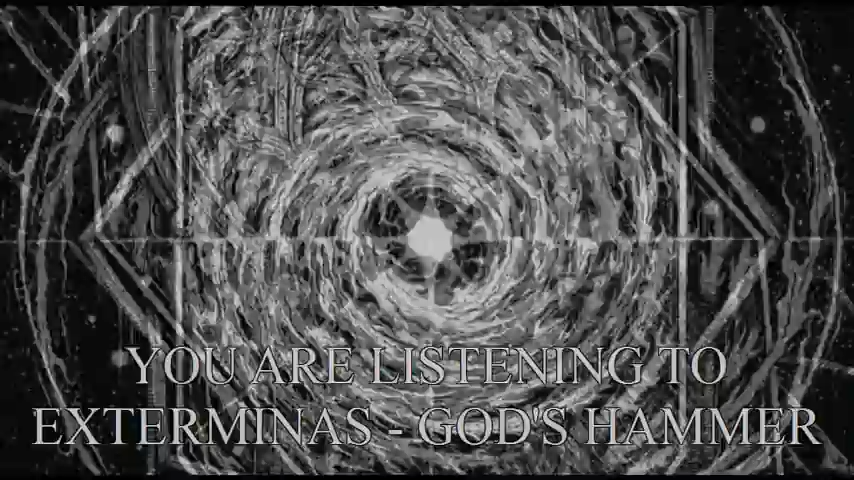 YOU ARE LISTENING TO
EXTERMINAS - GOD'S HAMMER